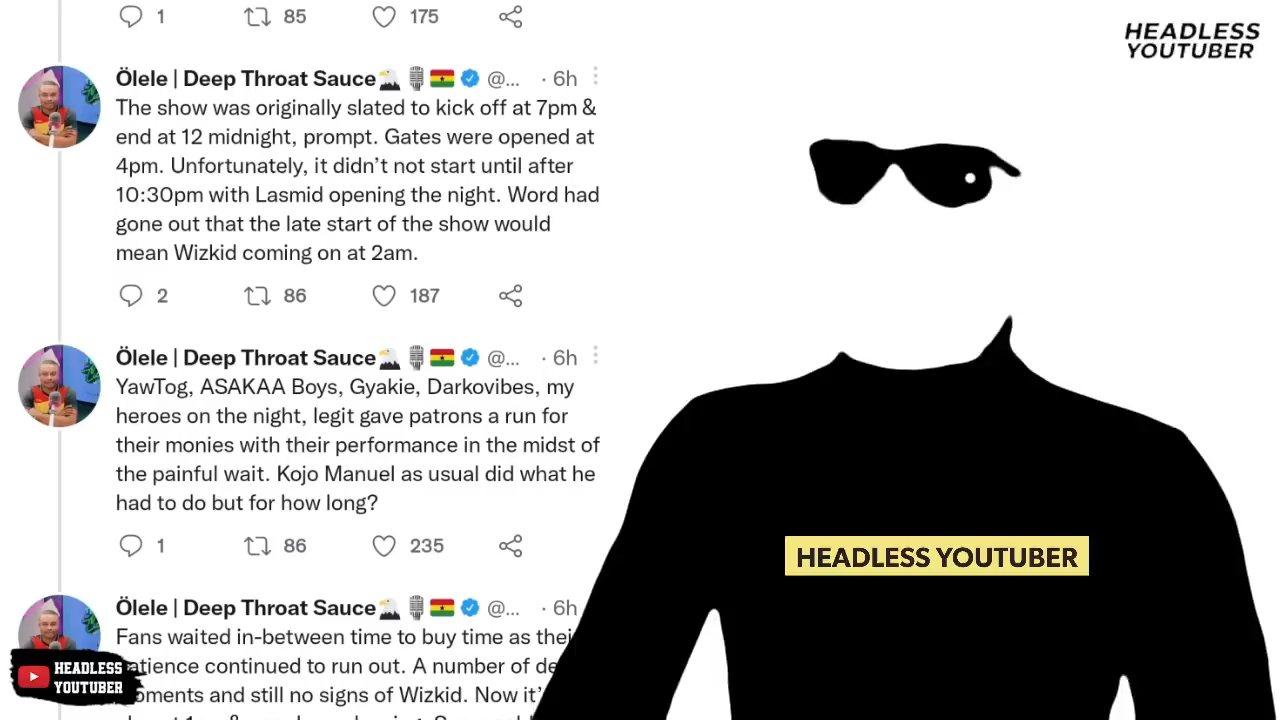 1 85 175
HEADLESS
YOUTUBER
Ölele | Deep Throat Sauce🦅🎙️🇬🇭 @... · 6h
The show was originally slated to kick off at 7pm &
end at 12 midnight, prompt. Gates were opened at
4pm. Unfortunately, it didn't not start until after
10:30pm with Lasmid opening the night. Word had
gone out that the late start of the show would
mean Wizkid coming on at 2am.
2 86 187
Ölele | Deep Throat Sauce🦅🎙️🇬🇭 @... · 6h
YawTog, ASAKAA Boys, Gyakie, Darkovibes, my
heroes on the night, legit gave patrons a run for
their monies with their performance in the midst of
the painful wait. Kojo Manuel as usual did what he
had to do but for how long?
1 86 235
HEADLESS YOUTUBER
Ölele | Deep Throat Sauce🦅🎙️🇬🇭 @... · 6h
Fans waited in-between time to buy time as
continued to run out. A number of
and still no signs of Wizkid. Now
HEADLESS
YOUTUBER